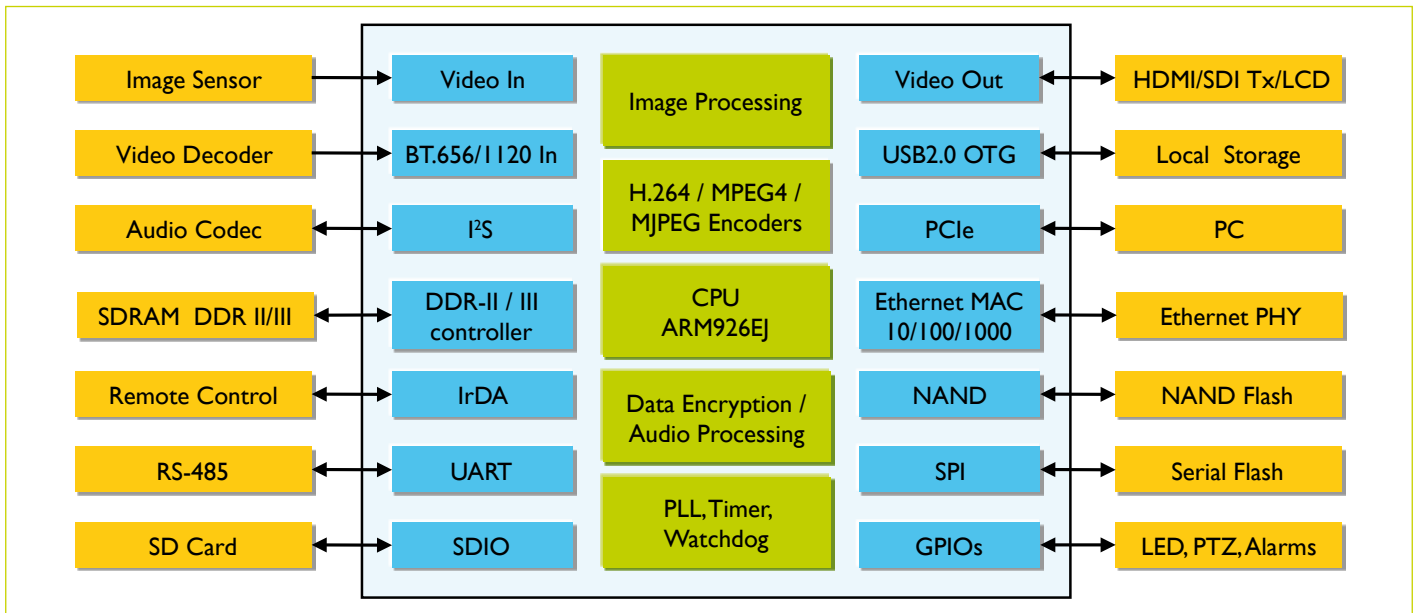 Image Sensor
Video In
Image Processing
Video Out
HDMI/SDI Tx/LCD
Video Decoder
BT.656/1120 In
USB2.0 OTG
Local Storage
H.264 / MPEG4 /
MJPEG Encoders
Audio Codec
I²S
PCIe
PC
SDRAM DDR II/III
DDR-II / III
controller
CPU
ARM926EJ
Ethernet MAC
10/100/1000
Ethernet PHY
Remote Control
IrDA
Data Encryption /
Audio Processing
NAND
NAND Flash
RS-485
UART
SPI
Serial Flash
PLL, Timer,
Watchdog
SD Card
SDIO
GPIOs
LED, PTZ, Alarms